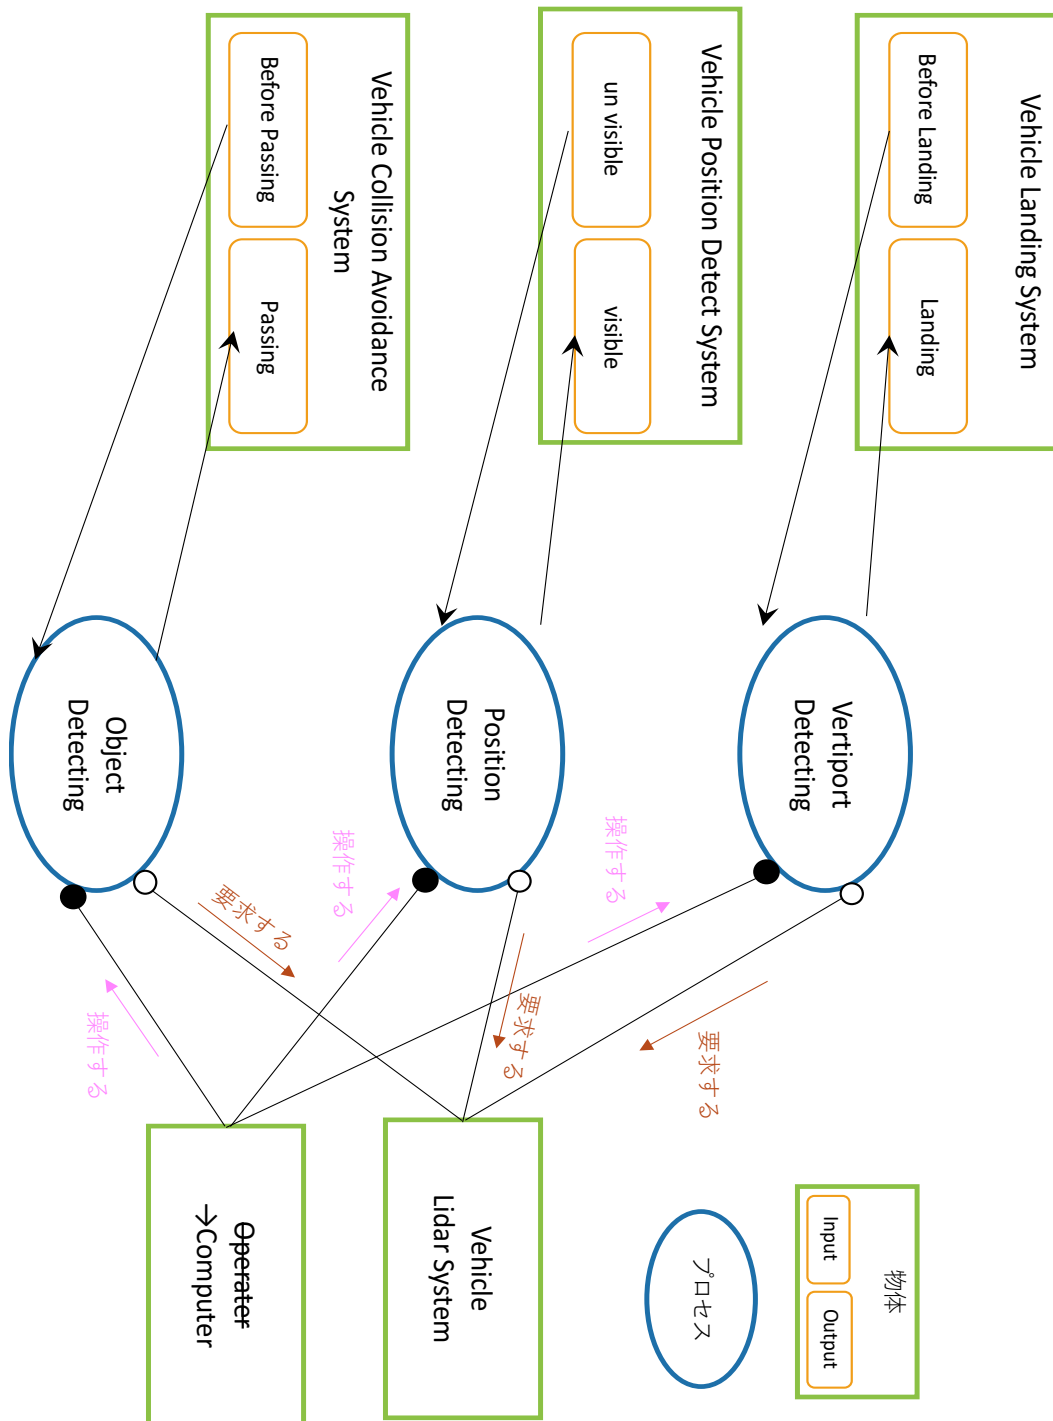 Vehicle Landing System
Before Landing
Landing
Vertiport
Detecting
物体
Input
Output
プロセス
要求する
操作する
Vehicle Position Detect System
un visible
visible
Position
Detecting
要求する
操作する
Vehicle
Lidar System
Vehicle Collision Avoidance
System
Before Passing
Passing
Object
Detecting
要求する
操作する
Operater
→Computer